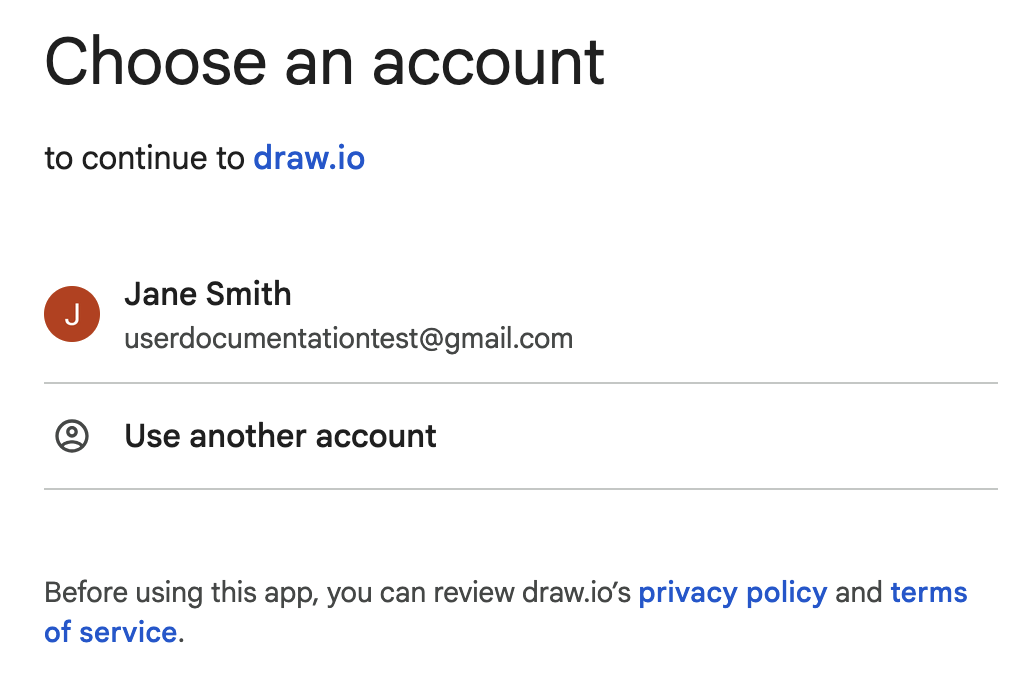 Choose an account
to continue to draw.io
J
Jane Smith
userdocumentationtest@gmail.com
Use another account
Before using this app, you can review draw.io’s privacy policy and terms
of service.